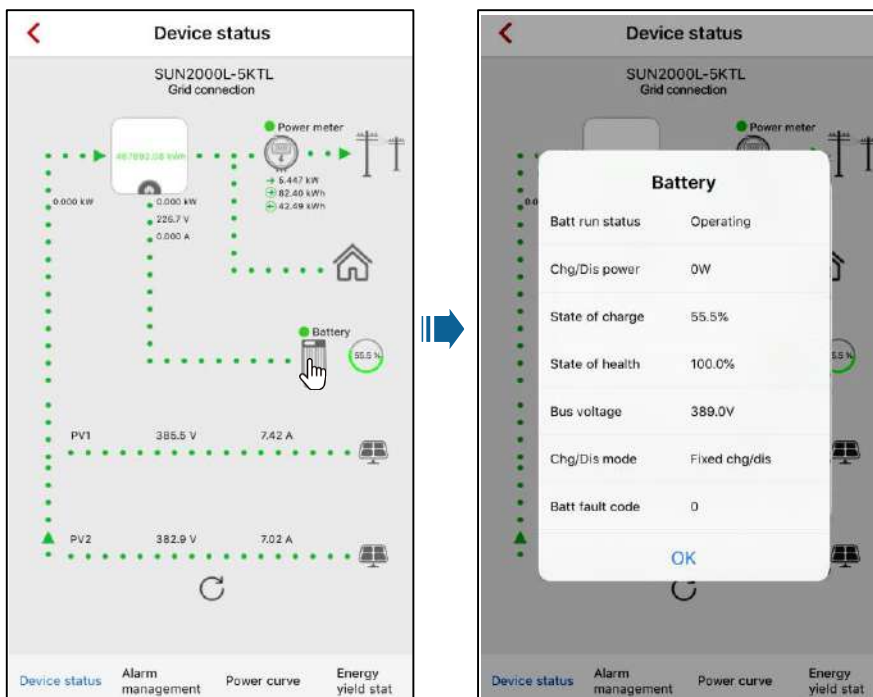 Device status
SUN2000L-5KTL
Grid connection
Power meter
467892.08 kWh
5.447 kW
82.40 kWh
42.69 kWh
0.000 kW
0.000 kW
226.7 V
0.000 A
Battery
55.5 %
PV1 385.5 V 7.42 A
PV2 382.9 V 7.02 A
Device status
Alarm
management
Power curve
Energy
yield stat
Device status
SUN2000L-5KTL
Grid connection
Power meter
Battery
Batt run status Operating
Chg/Dis power 0W
State of charge 55.5%
State of health 100.0%
Bus voltage 389.0V
Chg/Dis mode Fixed chg/dis
Batt fault code 0
OK
Device status
Alarm
management
Power curve
Energy
yield stat